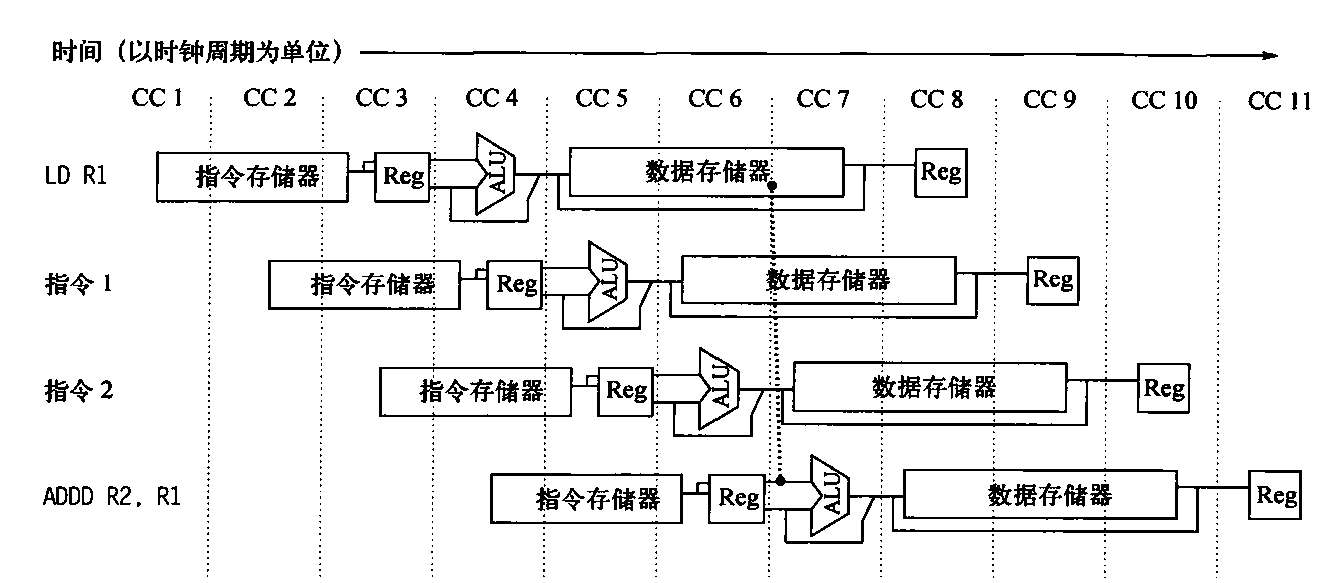 时间（以时钟周期为单位）
CC 1 CC 2 CC 3 CC 4 CC 5 CC 6 CC 7 CC 8 CC 9 CC 10 CC 11
LD R1 指令存储器 Reg ALU 数据存储器 Reg
指令 1 指令存储器 Reg ALU 数据存储器 Reg
指令 2 指令存储器 Reg ALU 数据存储器 Reg
ADDD R2, R1 指令存储器 Reg ALU 数据存储器 Reg